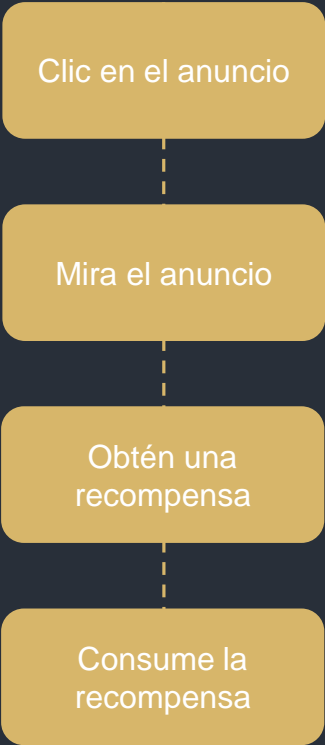 Clic en el anuncio
Mira el anuncio
Obtén una
recompensa
Consume la
recompensa